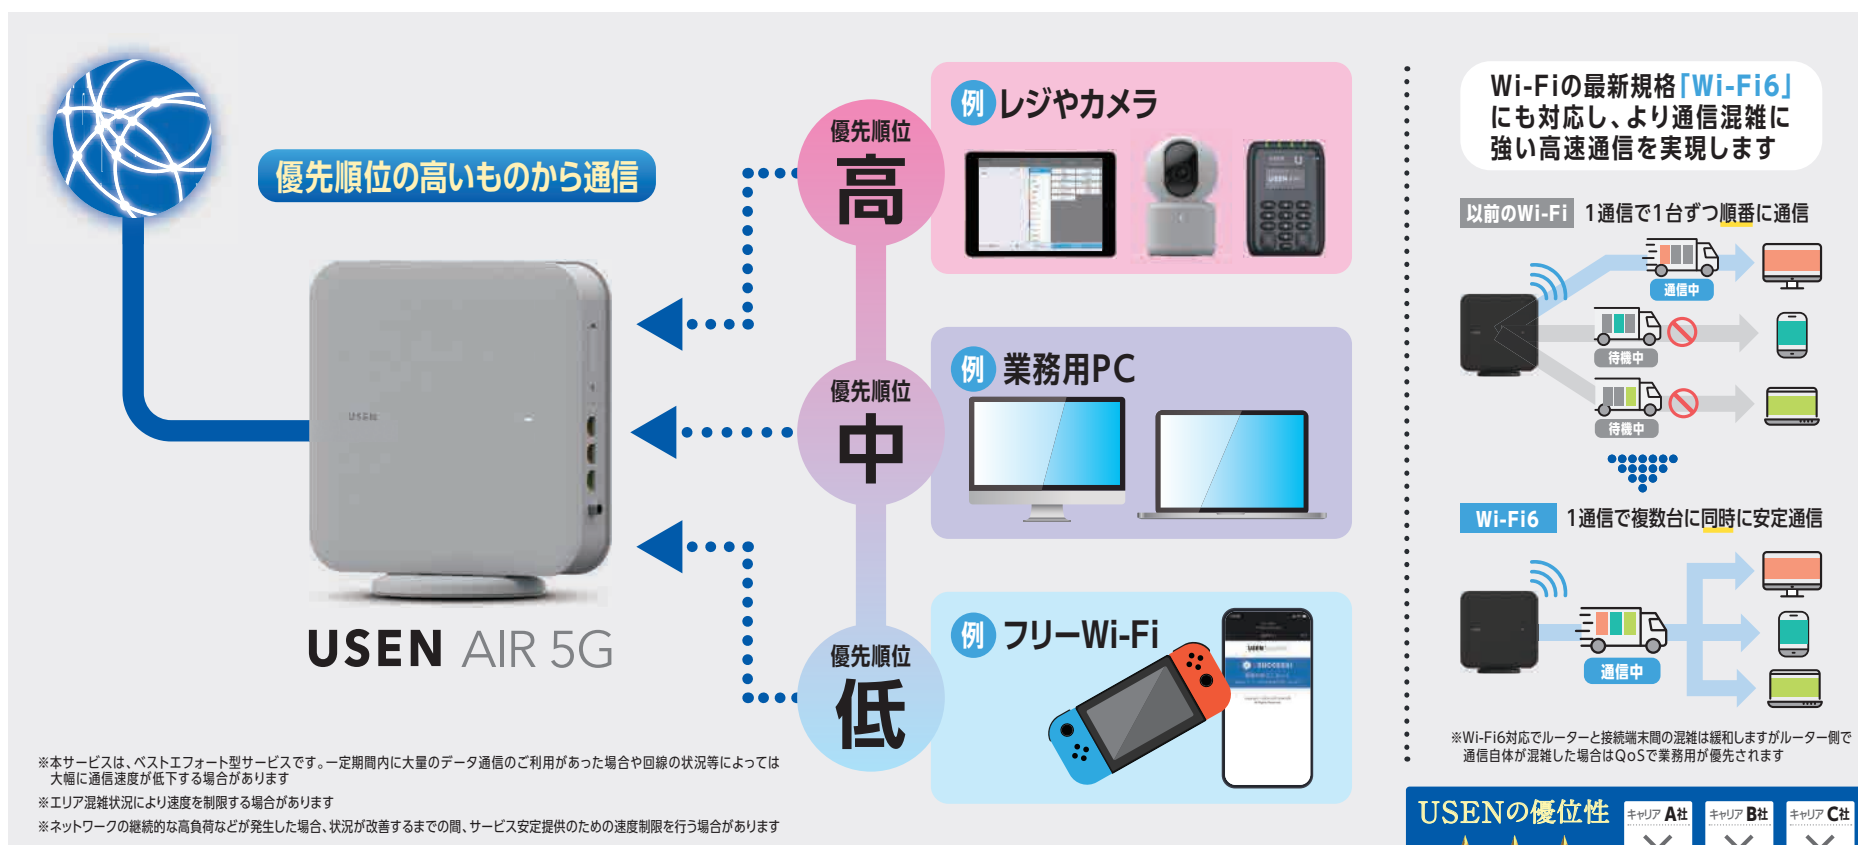 優先順位の高いものから通信
USEN
USEN AIR 5G
優先順位
高
例 レジやカメラ
USEN
優先順位
中
例 業務用PC
優先順位
低
例 フリーWi-Fi
USEN
SUCCESS!
※本サービスは、ベストエフォート型サービスです。一定期間内に大量のデータ通信のご利用があった場合や回線の状況等によっては
大幅に通信速度が低下する場合があります
※エリア混雑状況により速度を制限する場合があります
※ネットワークの継続的な高負荷などが発生した場合、状況が改善するまでの間、サービス安定提供のための速度制限を行う場合があります
Wi-Fiの最新規格「Wi-Fi6」
にも対応し、より通信混雑に
強い高速通信を実現します
以前のWi-Fi 1通信で1台ずつ順番に通信
通信中
待機中
待機中
Wi-Fi6 1通信で複数台に同時に安定通信
通信中
※Wi-Fi6対応でルーターと接続端末間の混雑は緩和しますがルーター側で
通信自体が混雑した場合はQoSで業務用が優先されます
USENの優位性
キャリア A社
キャリア B社
キャリア C社